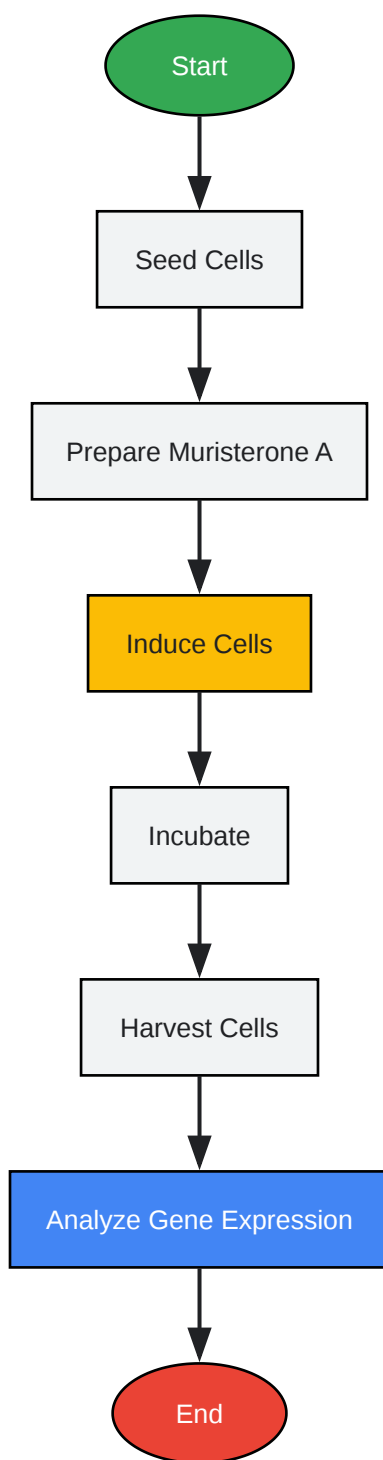 Start
Seed Cells
Prepare Muristerone A
Induce Cells
Incubate
Harvest Cells
Analyze Gene Expression
End